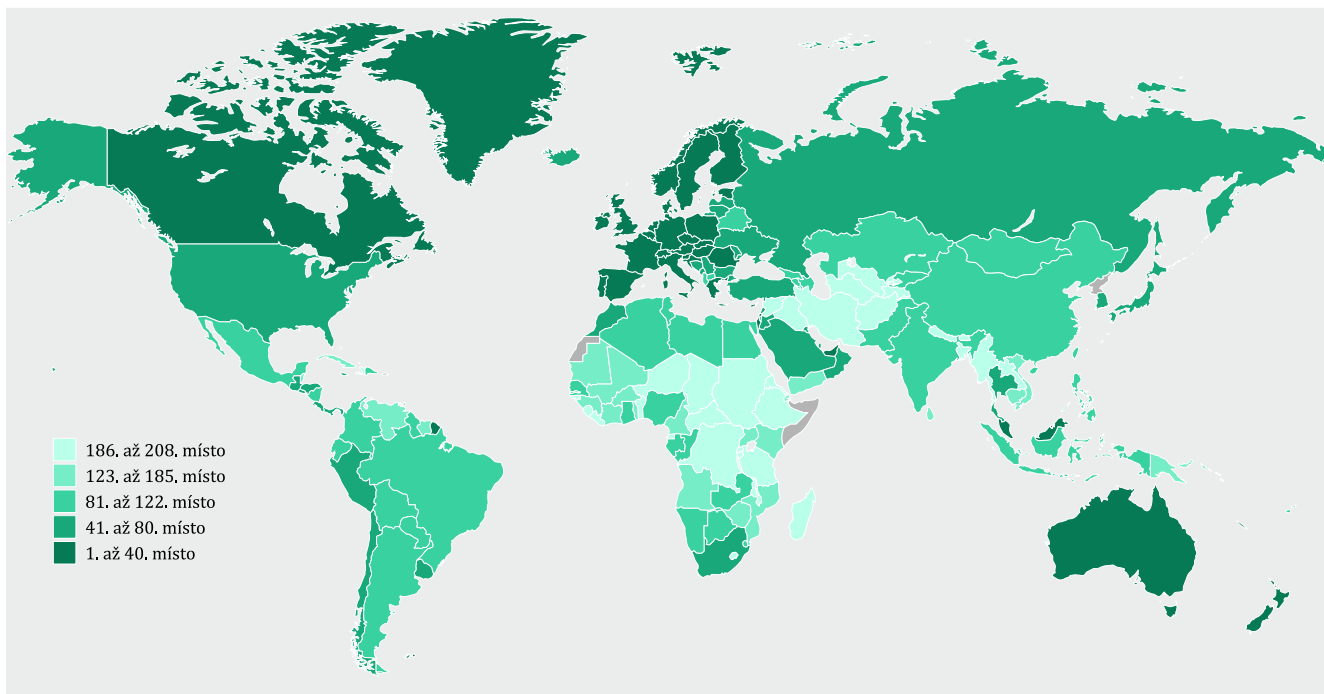 186. až 208. místo
123. až 185. místo
81. až 122. místo
41. až 80. místo
1. až 40. místo